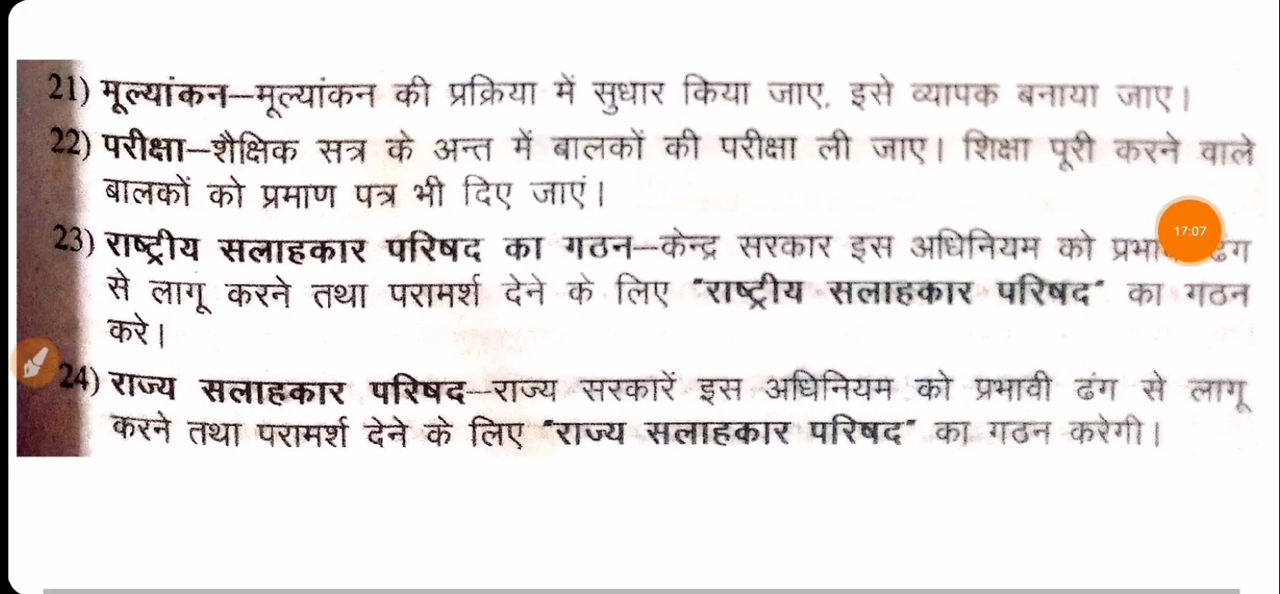 21) मूल्यांकन–मूल्यांकन की प्रक्रिया में सुधार किया जाए, इसे व्यापक बनाया जाए।
22) परीक्षा–शैक्षिक सत्र के अन्त में बालकों की परीक्षा ली जाए। शिक्षा पूरी करने वाले
बालकों को प्रमाण पत्र भी दिए जाएं।
23) राष्ट्रीय सलाहकार परिषद का गठन–केन्द्र सरकार इस अधिनियम को ढंग
17:07
से लागू करने तथा परामर्श देने के लिए "राष्ट्रीय सलाहकार परिषद" का गठन
करे।
24) राज्य सलाहकार परिषद–राज्य सरकारें इस अधिनियम को प्रभावी ढंग से लागू
करने तथा परामर्श देने के लिए "राज्य सलाहकार परिषद" का गठन करेगी।